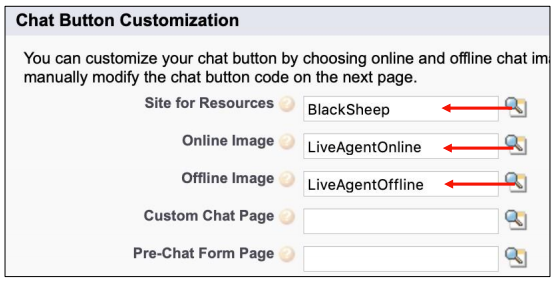 Chat Button Customization
You can customize your chat button by choosing online and offline chat im
manually modify the chat button code on the next page.
Site for Resources ? BlackSheep
Online Image ? LiveAgentOnline
Offline Image ? LiveAgentOffline
Custom Chat Page ?
Pre-Chat Form Page ?